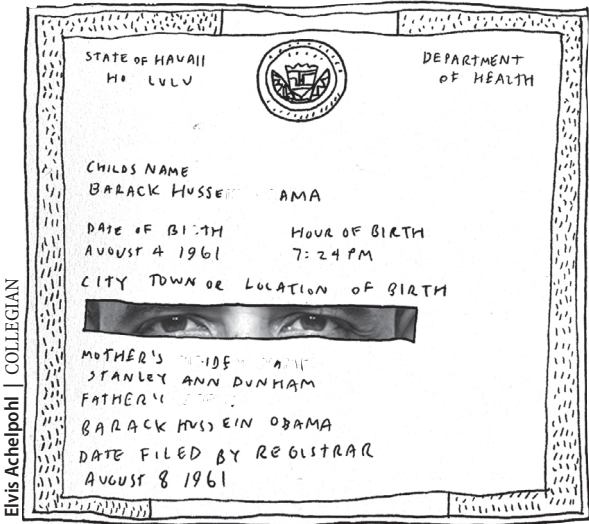 STATE OF HAVAII
HO LULU
DEPARTMENT
OF HEALTH
CHILDS NAME
BARACK HUSSE AMA
DATE OF BI TH
HOUR OF BIRTH
AUGUST 4 1961
7:24 PM
CITY TOWN OR LOCATION OF BIRTH
MOTHER'S
STANLEY ANN DUNHAM
FATHER'S
BARACK HUSSEIN OBAMA
DATE FILED BY REGISTRAR
AUGUST 8 1961
Elvis Achelpohl | COLLEGIAN